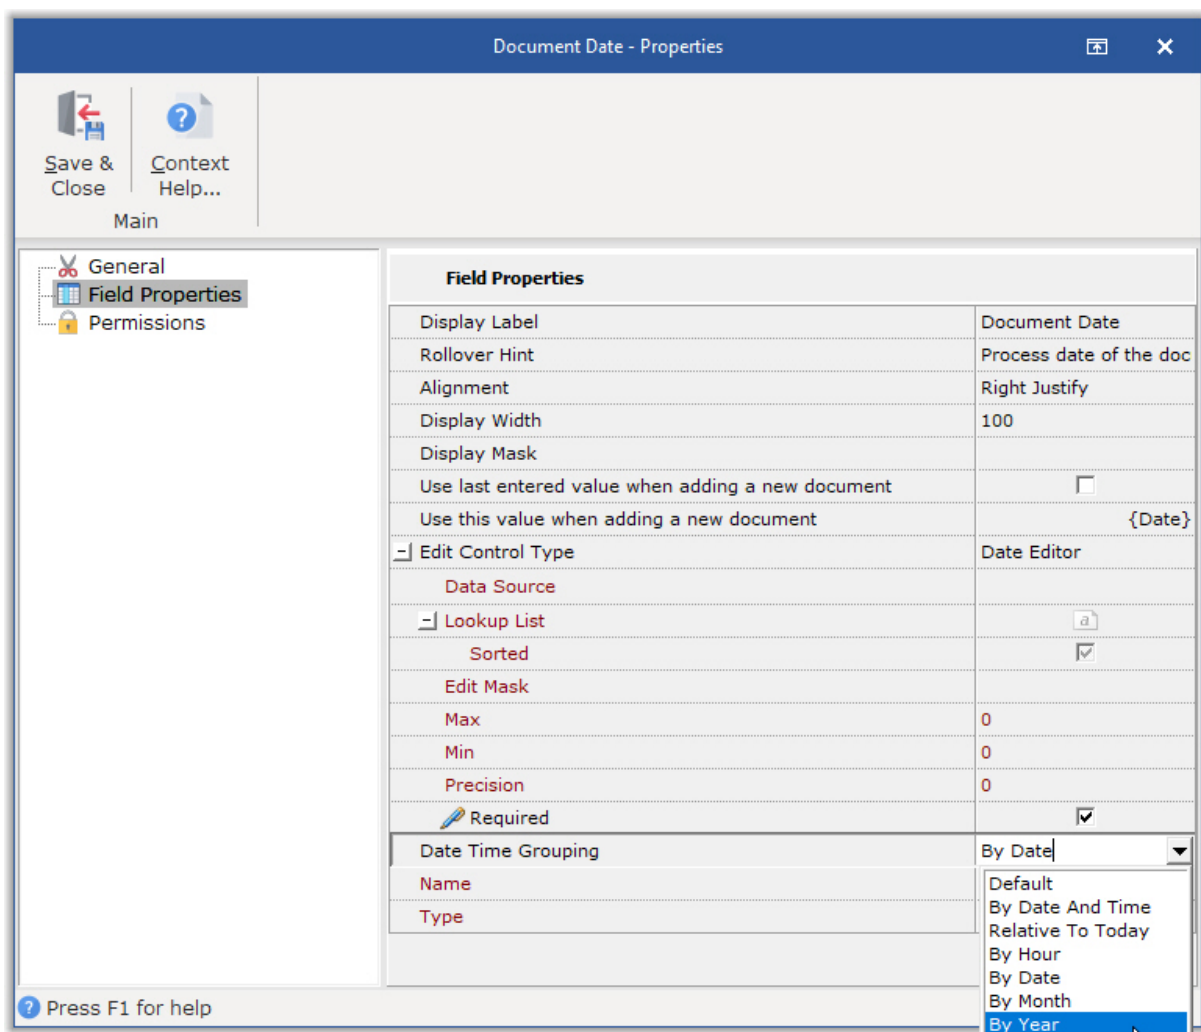 Document Date - Properties
Save &
Close
Context
Help...
Main
General
Field Properties
Permissions
Field Properties
Display Label Document Date
Rollover Hint Process date of the doc
Alignment Right Justify
Display Width 100
Display Mask
Use last entered value when adding a new document
Use this value when adding a new document {Date}
Edit Control Type Date Editor
Data Source
Lookup List a
Sorted
Edit Mask
Max 0
Min 0
Precision 0
Required
Date Time Grouping By Date
Name
Type
Default
By Date And Time
Relative To Today
By Hour
By Date
By Month
By Year
Press F1 for help